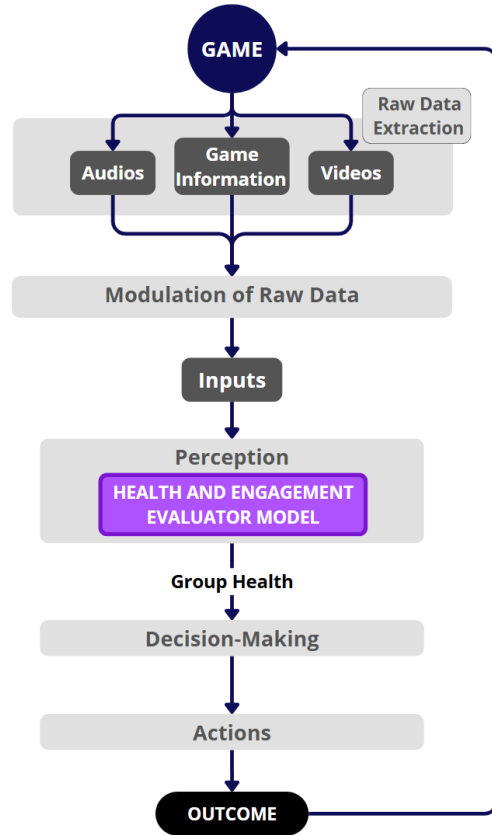 GAME
Raw Data
Extraction
Audios
Game
Information
Videos
Modulation of Raw Data
Inputs
Perception
HEALTH AND ENGAGEMENT
EVALUATOR MODEL
Group Health
Decision-Making
Actions
OUTCOME